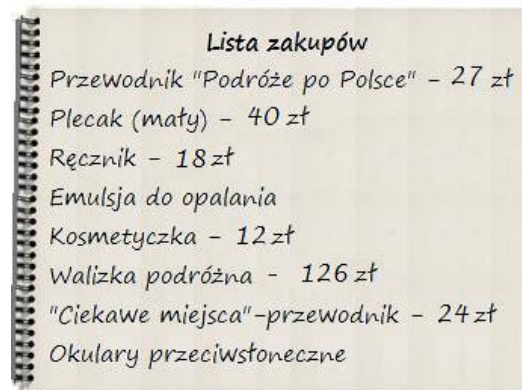 Lista zakupów
Przewodnik "Podróże po Polsce" - 27 zł
Plecak (mały) - 40 zł
Ręcznik - 18 zł
Emulsja do opalania
Kosmetyczka - 12 zł
Walizka podróżna - 126 zł
"Ciekawe miejsca"-przewodnik - 24 zł
Okulary przeciwsłoneczne